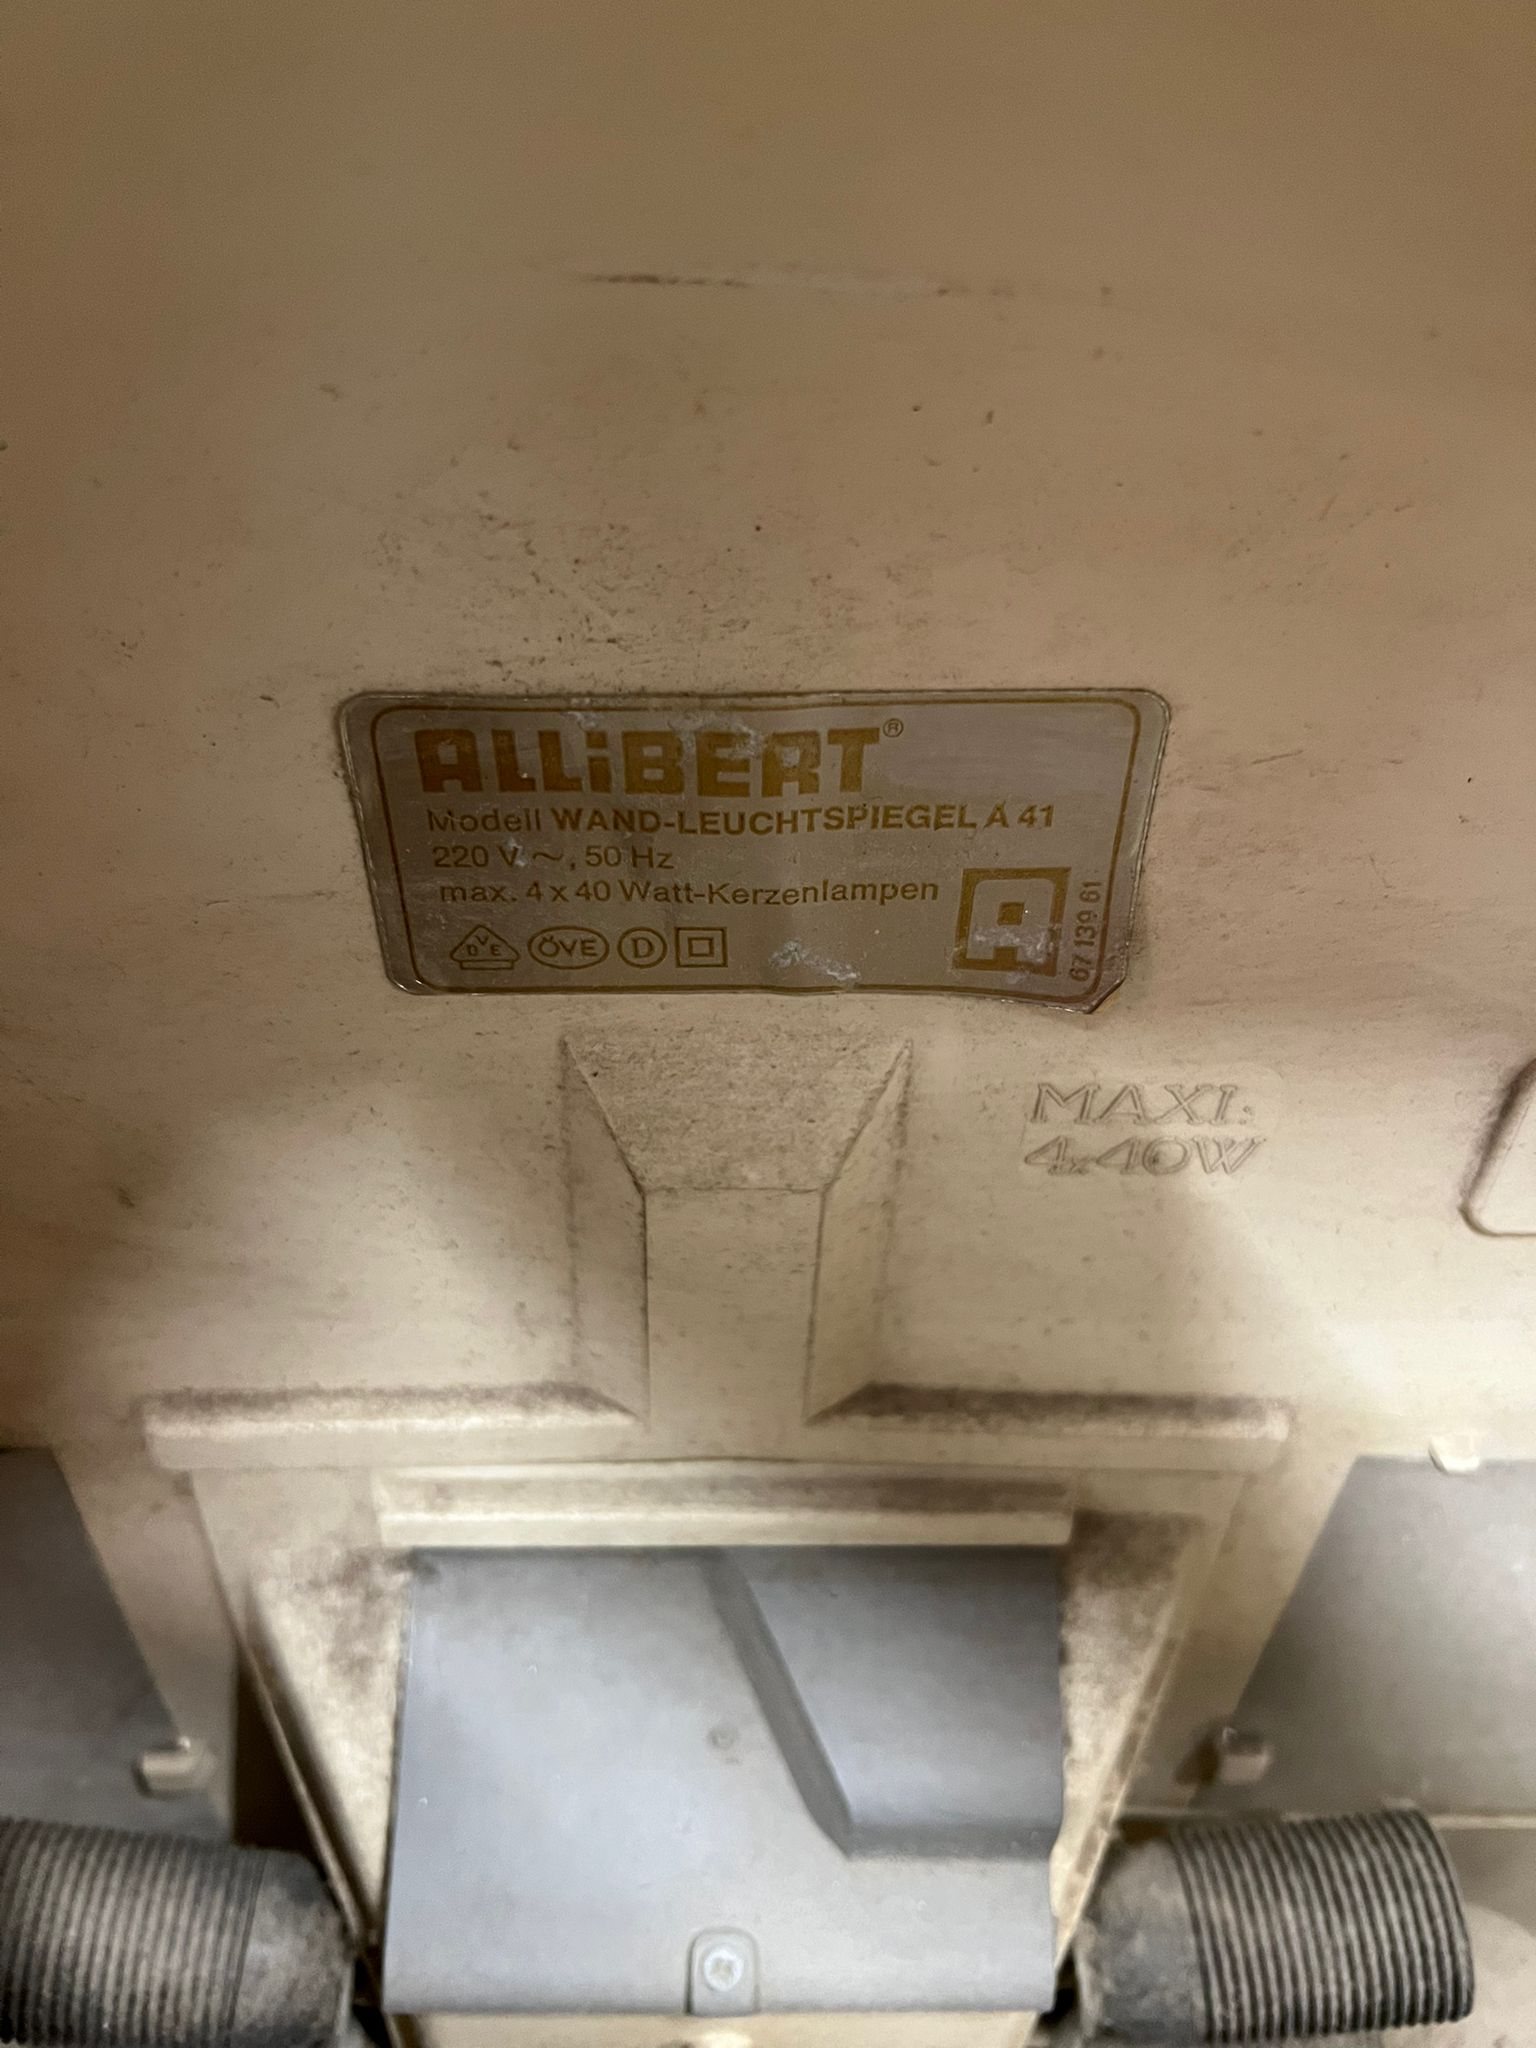 ALLiBERT®
Modell WAND-LEUCHTSPIEGEL A 41
220 V ~, 50 Hz
max. 4 x 40 Watt-Kerzenlampen
DVE ÖVE D A
67 139 61
MAXI.
4x40W